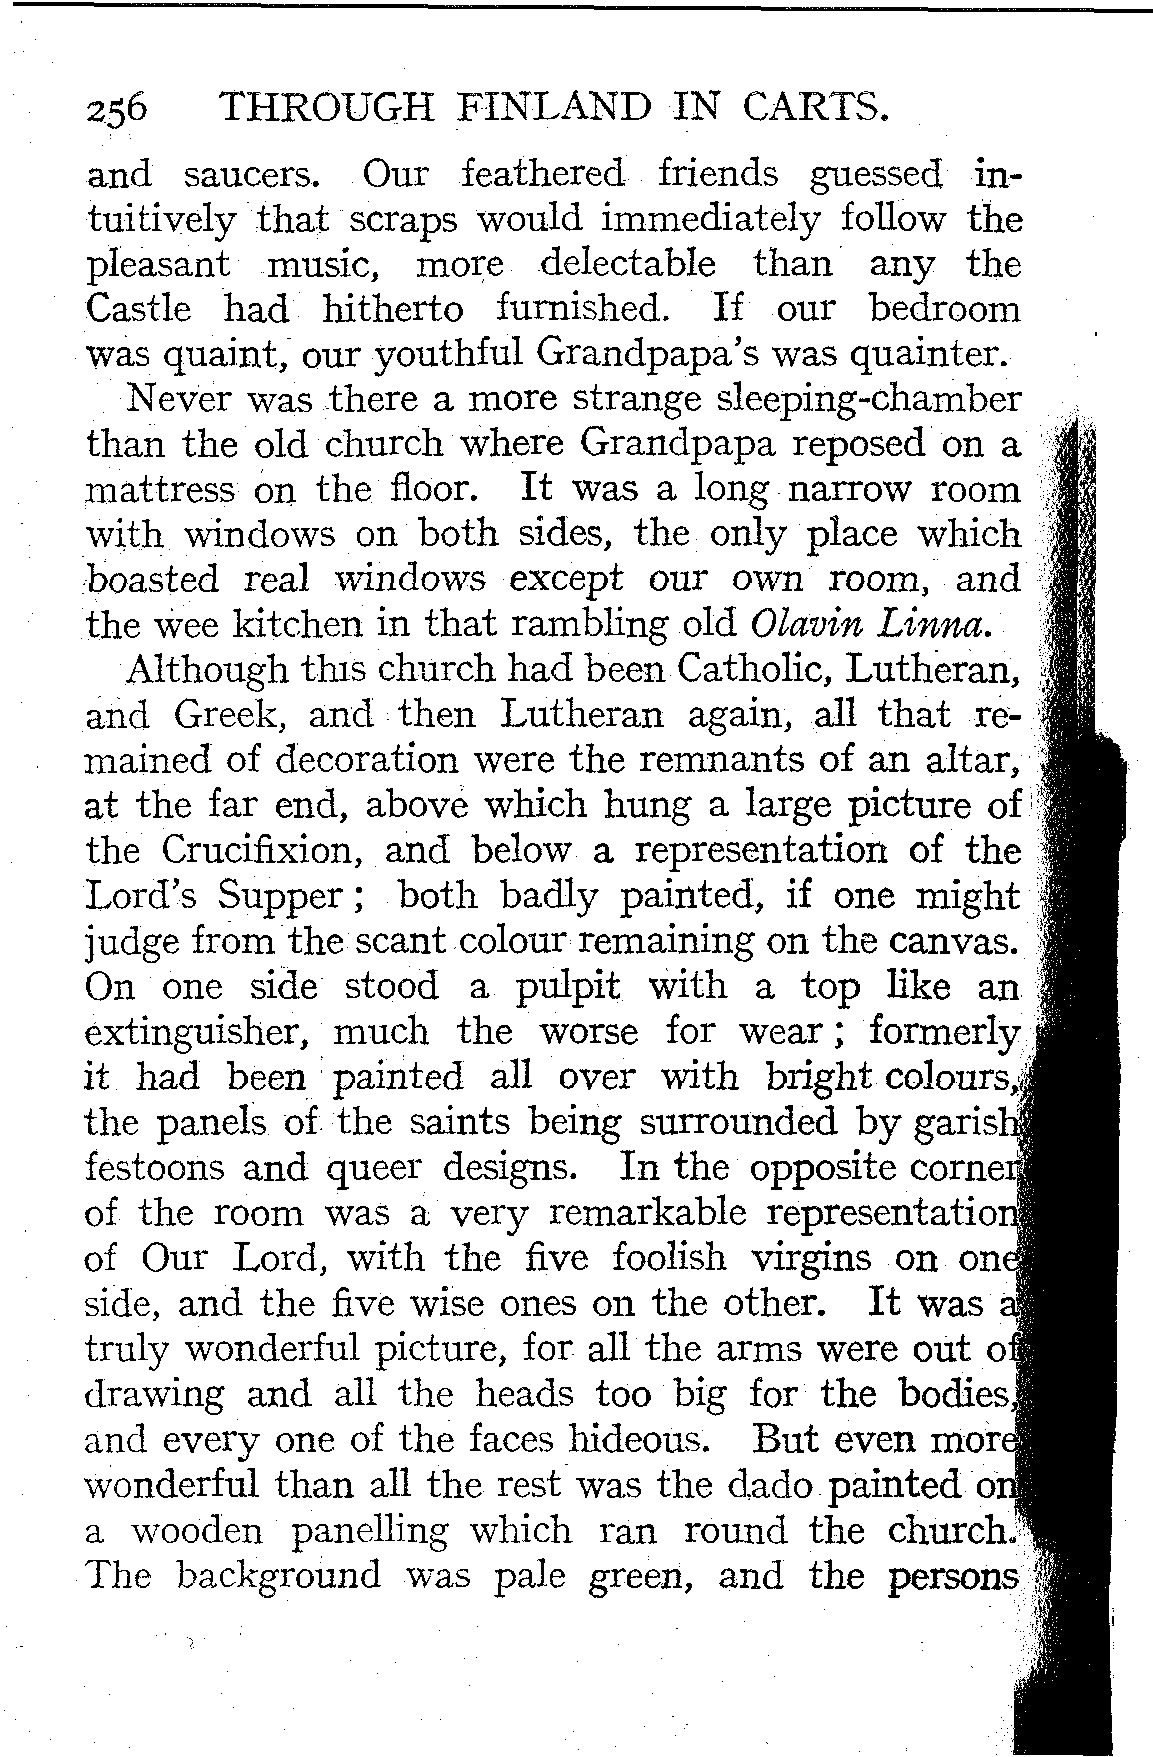 256 THROUGH FINLAND IN CARTS.
and saucers. Our feathered friends guessed in-
tuitively that scraps would immediately follow the
pleasant music, more delectable than any the
Castle had hitherto furnished. If our bedroom
was quaint, our youthful Grandpapa's was quainter.
Never was there a more strange sleeping-chamber
than the old church where Grandpapa reposed on a
mattress on the floor. It was a long narrow room
with windows on both sides, the only place which
boasted real windows except our own room, and
the wee kitchen in that rambling old Olavin Linna.
Although this church had been Catholic, Lutheran,
and Greek, and then Lutheran again, all that re-
mained of decoration were the remnants of an altar,
at the far end, above which hung a large picture of
the Crucifixion, and below a representation of the
Lord's Supper ; both badly painted, if one might
judge from the scant colour remaining on the canvas.
On one side stood a pulpit with a top like an
extinguisher, much the worse for wear ; formerly
it had been painted all over with bright colours,
the panels of the saints being surrounded by garish
festoons and queer designs. In the opposite corner
of the room was a very remarkable representation
of Our Lord, with the five foolish virgins on one
side, and the five wise ones on the other. It was a
truly wonderful picture, for all the arms were out of
drawing and all the heads too big for the bodies,
and every one of the faces hideous. But even more
wonderful than all the rest was the dado painted on
a wooden panelling which ran round the church.
The background was pale green, and the persons